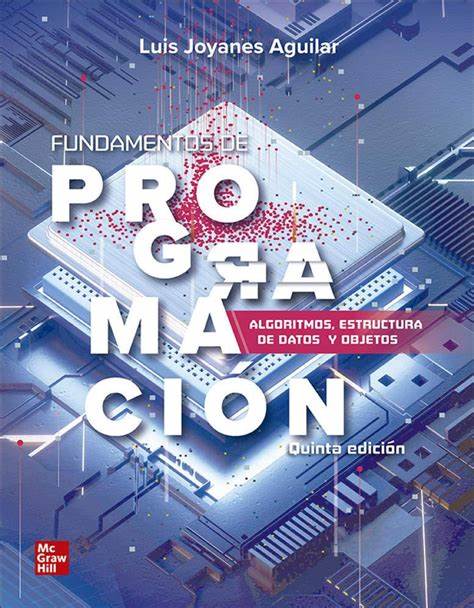 Luis Joyanes Aguilar
FUNDAMENTOS DE
PRO
GRA
MA
CIÓN
ALGORITMOS, ESTRUCTURA
DE DATOS Y OBJETOS
Quinta edición
Mc
Graw
Hill